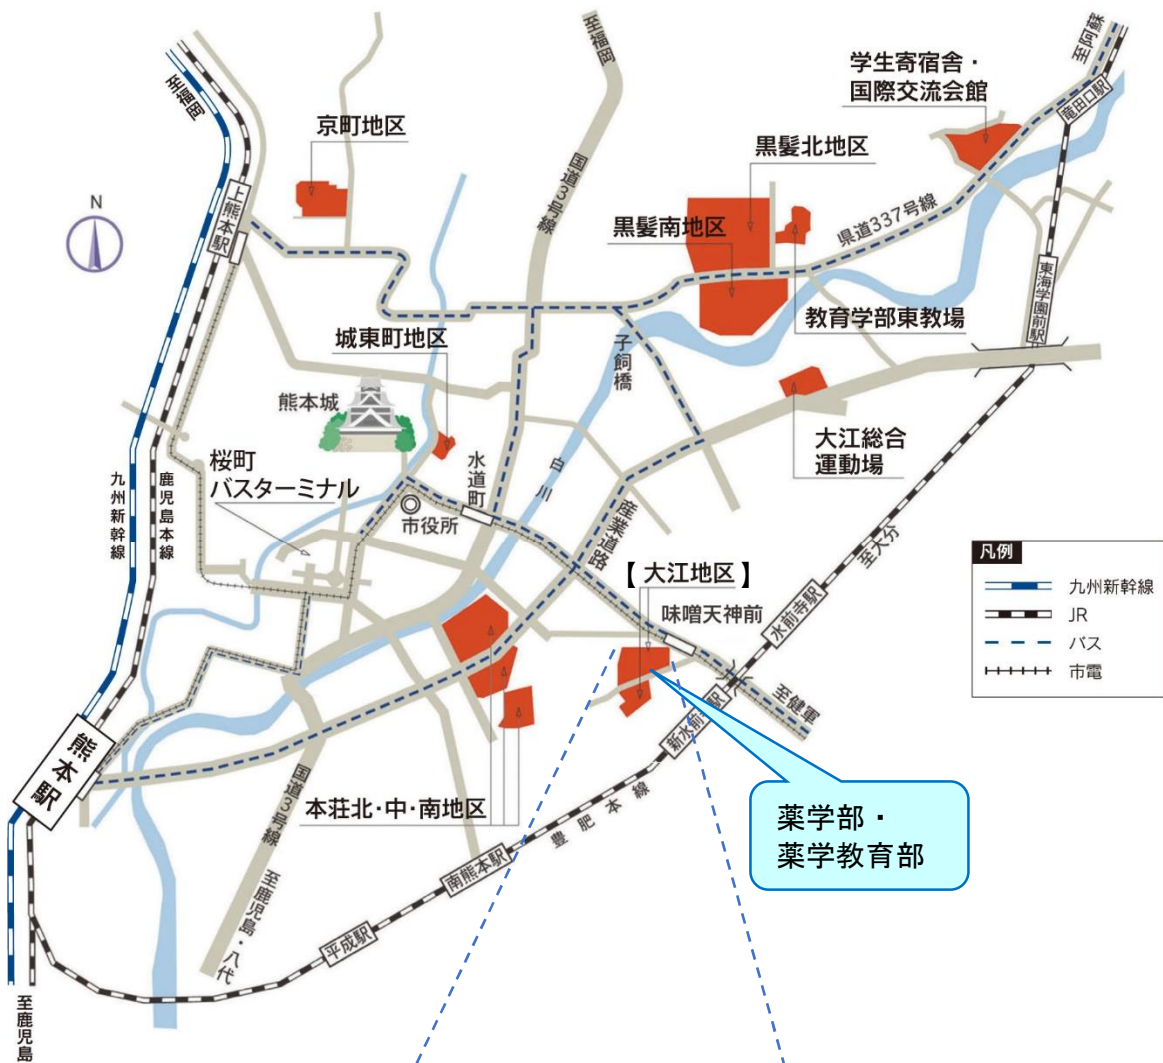 至福岡
至福岡
至阿蘇
学生寄宿舎・
国際交流会館
竜田口駅
京町地区
国道3号線
黒髪北地区
N
上熊本駅
黒髪南地区
県道337号線
東海学園前駅
教育学部東教場
城東町地区
子飼橋
熊本城
大江総合
運動場
桜町
バスターミナル
水道町
白川
九州新幹線
鹿児島本線
市役所
産業道路
至大分
【 大江地区 】
味噌天神前
水前寺駅
凡例
九州新幹線
JR
バス
市電
至健軍
新水前寺駅
熊本駅
国道3号線
本荘北・中・南地区
豊肥本線
薬学部・
薬学教育部
南熊本駅
至鹿児島・八代
平成駅
至鹿児島